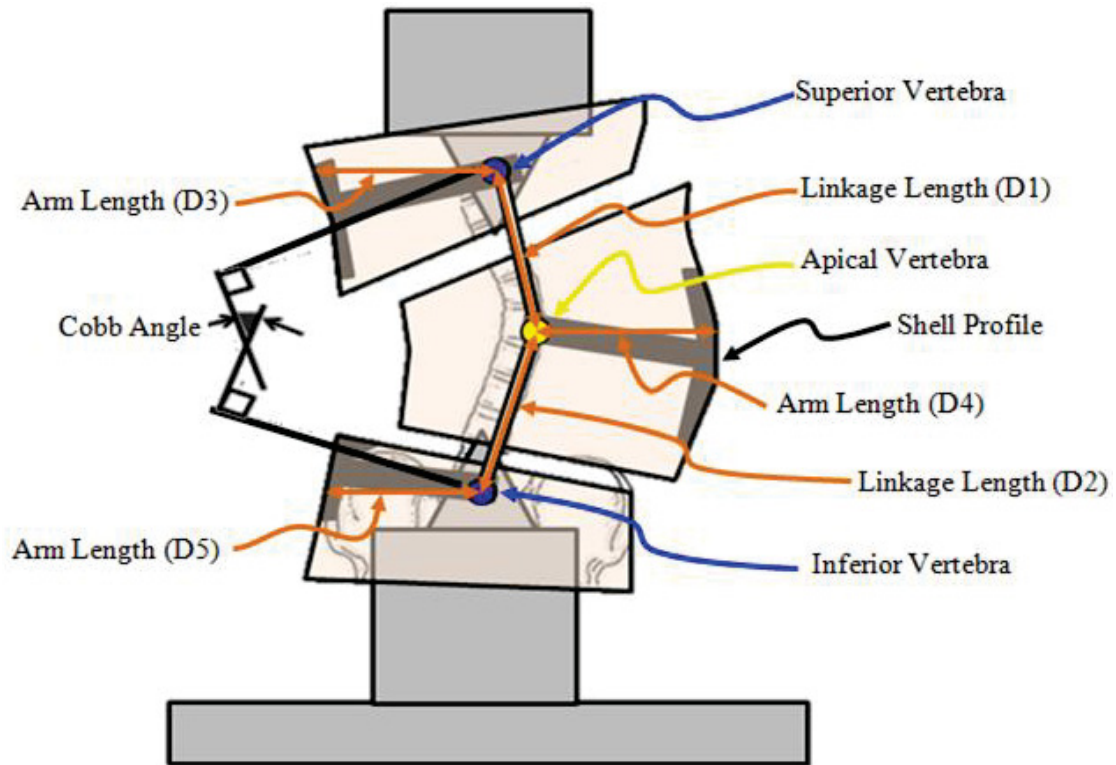 Superior Vertebra
Arm Length (D3)
Linkage Length (D1)
Apical Vertebra
Cobb Angle
Shell Profile
Arm Length (D4)
Linkage Length (D2)
Arm Length (D5)
Inferior Vertebra